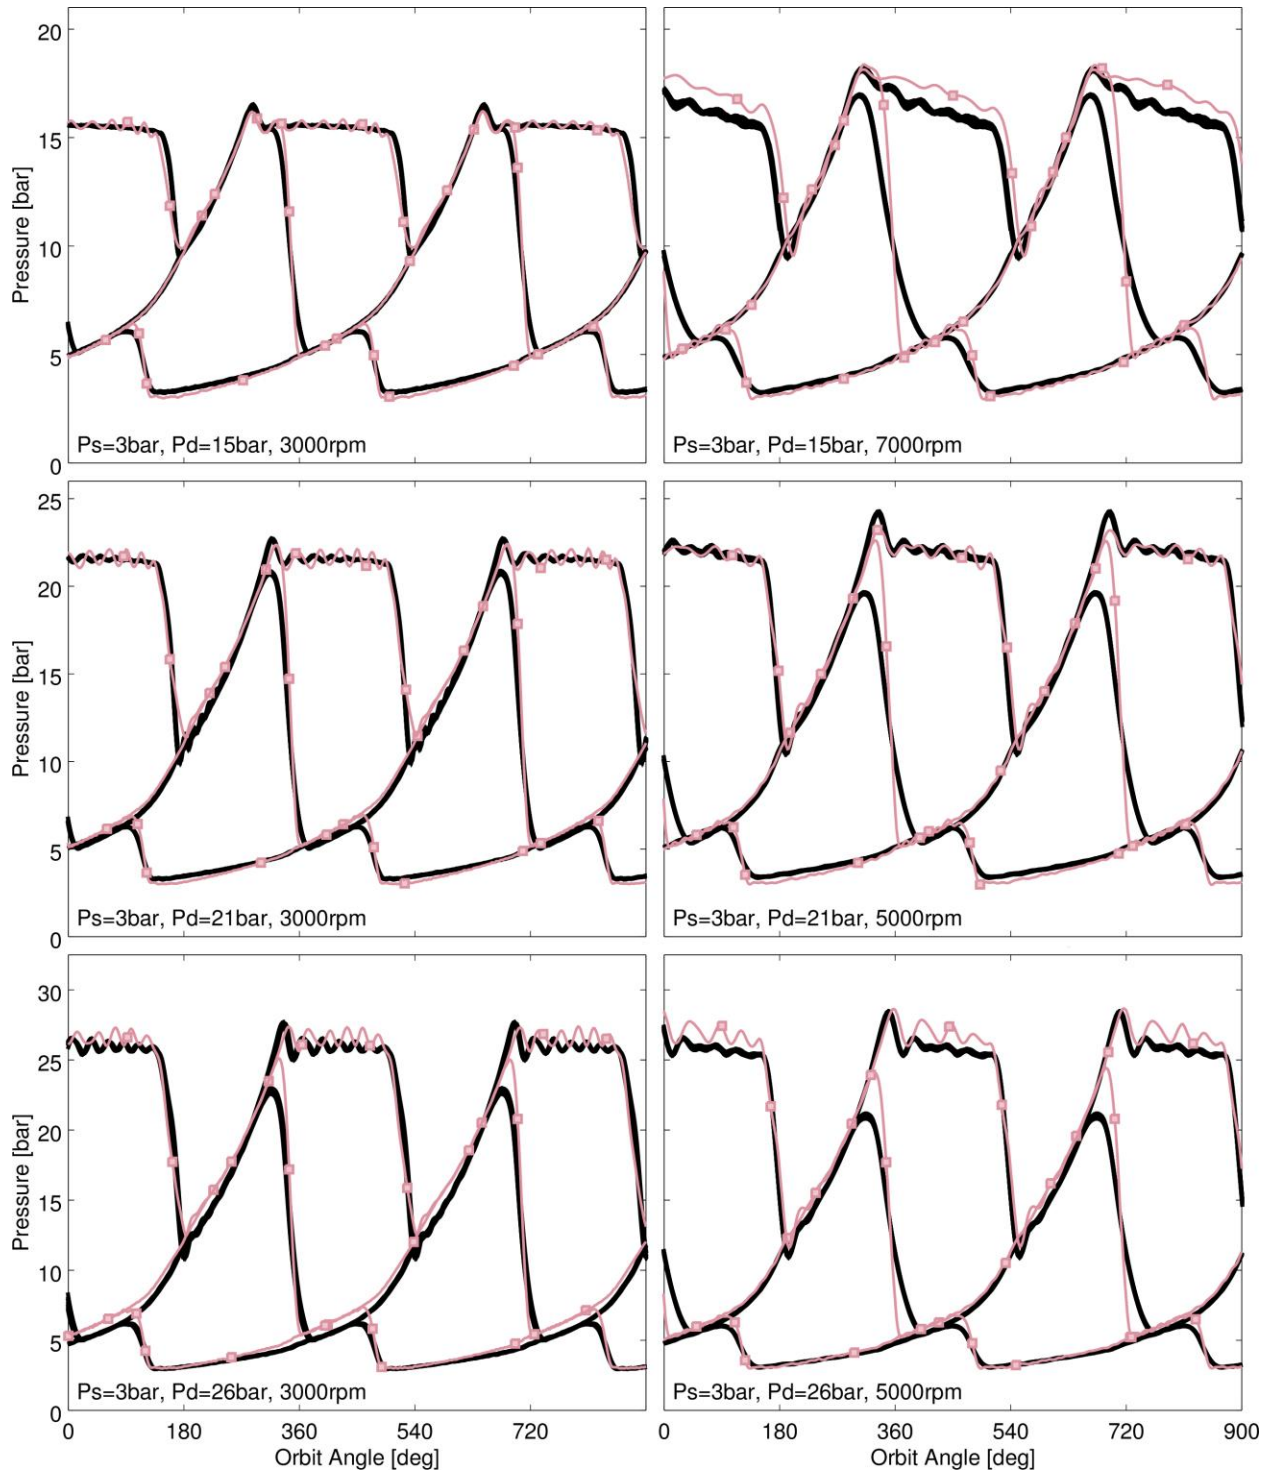 20
15
10
5
0
Pressure [bar]
Ps=3bar, Pd=15bar, 3000rpm
Ps=3bar, Pd=15bar, 7000rpm
25
20
15
10
5
0
Pressure [bar]
Ps=3bar, Pd=21bar, 3000rpm
Ps=3bar, Pd=21bar, 5000rpm
30
25
20
15
10
5
0
Pressure [bar]
Ps=3bar, Pd=26bar, 3000rpm
Ps=3bar, Pd=26bar, 5000rpm
0 180 360 540 720
0 180 360 540 720 900
Orbit Angle [deg]
Orbit Angle [deg]